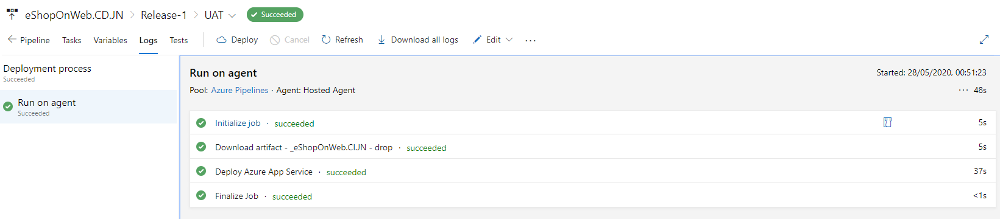 eShopOnWeb.CD.JN > Release-1 > UAT Succeeded
Pipeline Tasks Variables Logs Tests Deploy Cancel Refresh Download all logs Edit ...
Deployment process
Succeeded
Run on agent
Succeeded
Run on agent
Started: 28/05/2020, 00:51:23
Pool: Azure Pipelines · Agent: Hosted Agent
... 48s
Initialize job · succeeded 5s
Download artifact - _eShopOnWeb.CI.JN - drop · succeeded 5s
Deploy Azure App Service · succeeded 37s
Finalize Job · succeeded <1s